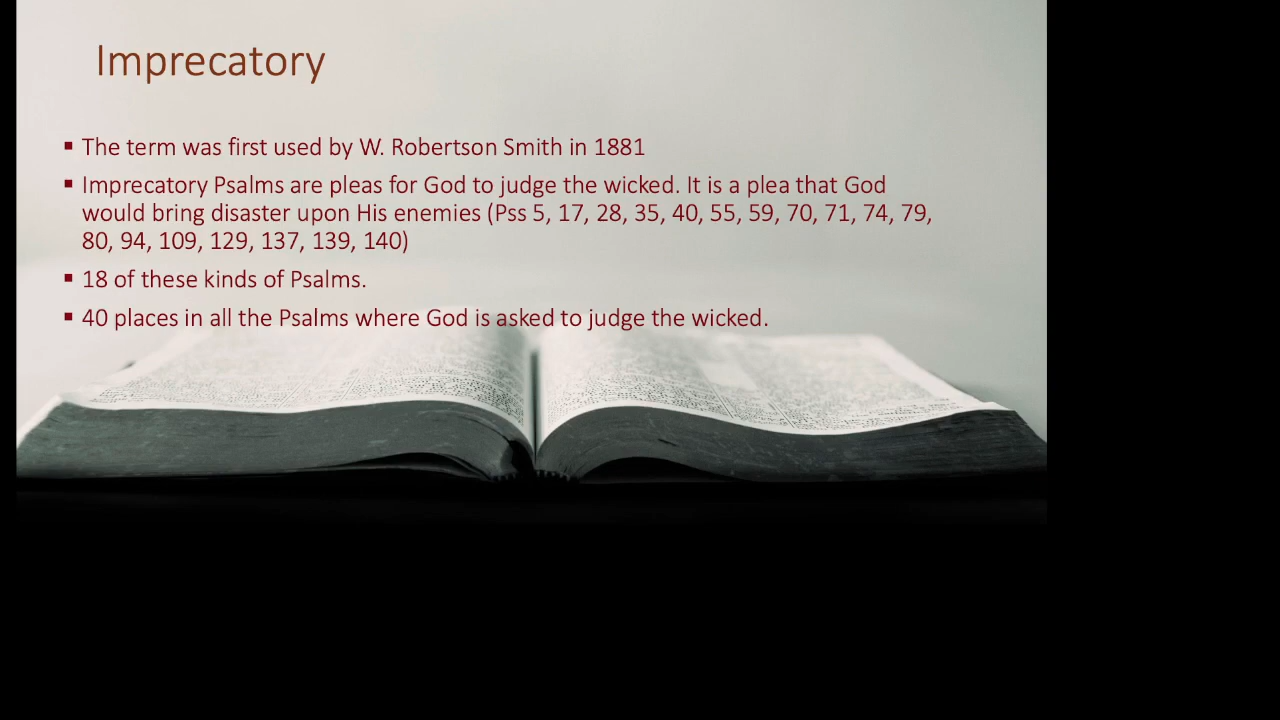 Imprecatory
▪ The term was first used by W. Robertson Smith in 1881
▪ Imprecatory Psalms are pleas for God to judge the wicked. It is a plea that God
would bring disaster upon His enemies (Pss 5, 17, 28, 35, 40, 55, 59, 70, 71, 74, 79,
80, 94, 109, 129, 137, 139, 140)
▪ 18 of these kinds of Psalms.
▪ 40 places in all the Psalms where God is asked to judge the wicked.